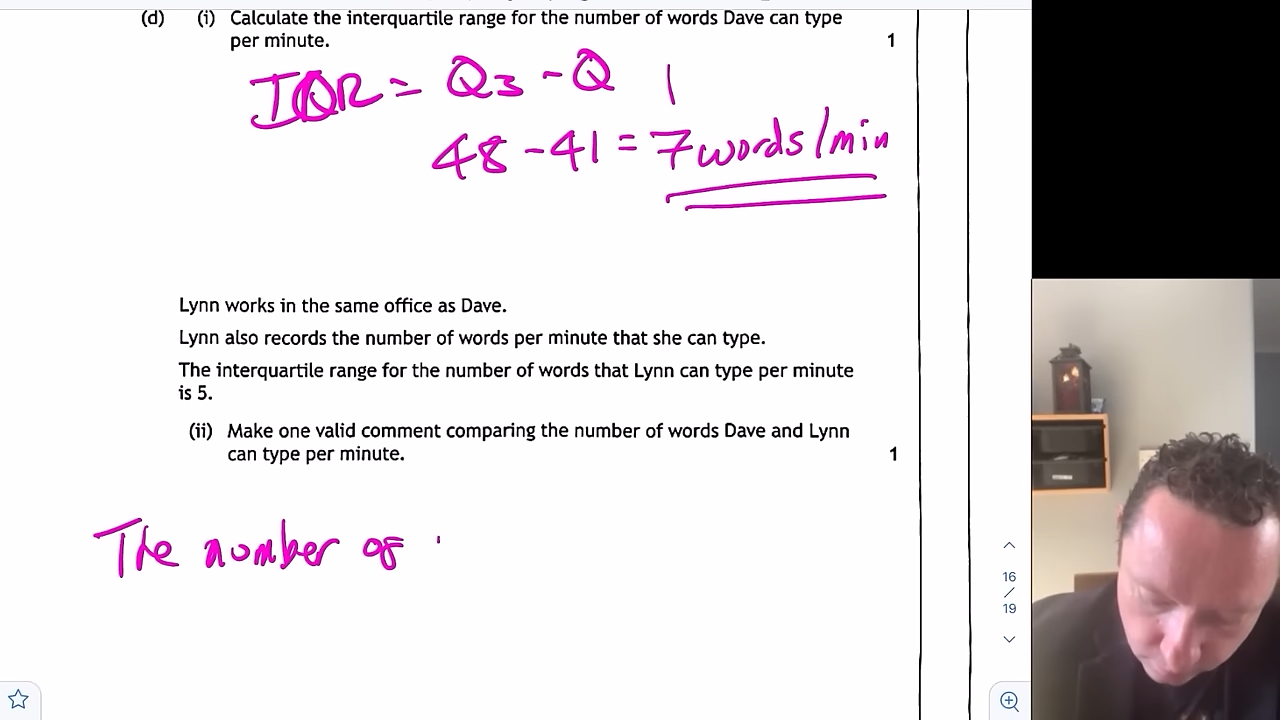 (d) (i) Calculate the interquartile range for the number of words Dave can type
per minute. 1
IQR = Q3 - Q 1
48 - 41 = 7 words/min
Lynn works in the same office as Dave.
Lynn also records the number of words per minute that she can type.
The interquartile range for the number of words that Lynn can type per minute
is 5.
(ii) Make one valid comment comparing the number of words Dave and Lynn
can type per minute. 1
The number of
16
/
19